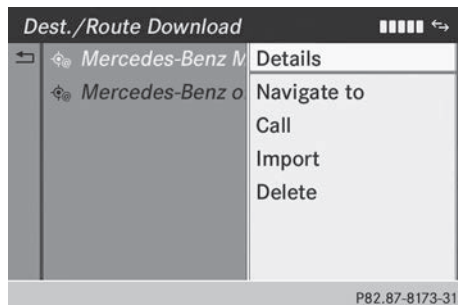 Dest./Route Download
Mercedes-Benz M
Mercedes-Benz o
Details
Navigate to
Call
Import
Delete
P82.87-8173-31